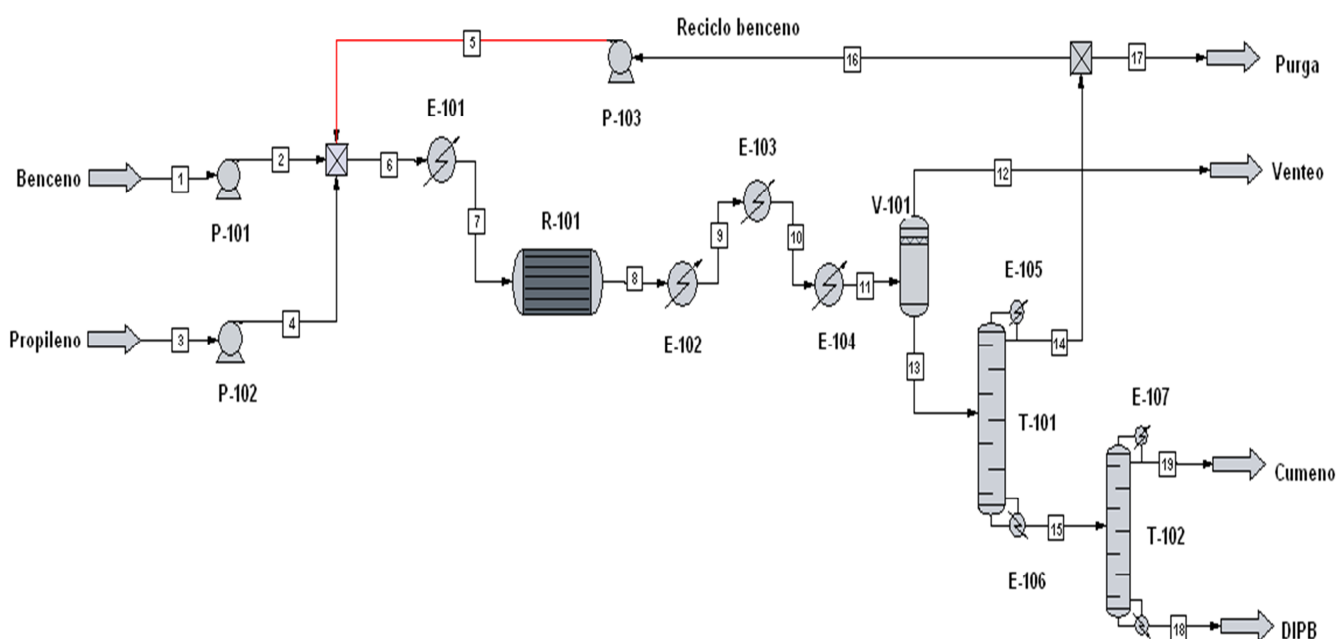 Reciclo benceno
5
16
17
Purga
P-103
E-101
Benceno
1
2
6
P-101
E-103
12
Venteo
V-101
7
R-101
9
10
8
E-102
11
E-104
E-105
14
Propileno
3
4
P-102
13
T-101
E-107
19
Cumeno
15
T-102
E-106
18
DIPB